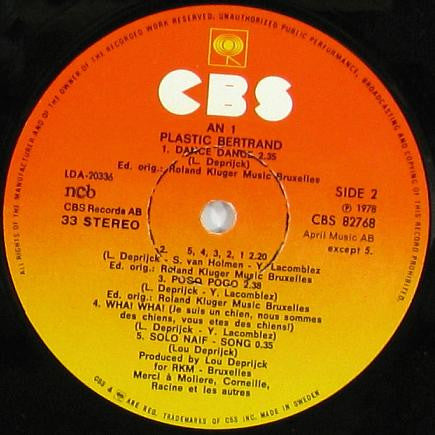 ALL RIGHTS OF THE MANUFACTURER AND OF THE OWNER OF THE RECORDED WORK RESERVED. UNAUTHORIZED PUBLIC PERFORMANCE, BROADCASTING AND COPYING OF THIS RECORD PROHIBITED.
CBS
AN 1
PLASTIC BERTRAND
1. DANCE DANCE 2.35
(L. Deprijck)
Ed. orig.: Roland Kluger Music Bruxelles
LDA-20336
ncb
CBS Records AB
33 STEREO
SIDE 2
℗ 1978
CBS 82768
April Music AB
except 5.
2. 5, 4, 3, 2, 1 2.20
(L. Deprijck - S. van Holmen - Y. Lacomblez
Ed. orig.: Roland Kluger Music Bruxelles
3. POGO POGO 2.38
(L. Deprijck - Y. Lacomblez)
Ed. orig.: Roland Kluger Music Bruxelles
4. WHA! WHA! (Je suis un chien, nous sommes
des chiens, vous etes des chiens!)
(L. Deprijck - Y. Lacomblez)
5. SOLO NAIF - SONG 0.35
(Lou Deprijck)
Produced by Lou Deprijck
for RKM - Bruxelles
Merci à Moliere, Corneille,
Racine et les autres
CBS & ARE REG. TRADEMARKS OF CBS INC. MADE IN SWEDEN